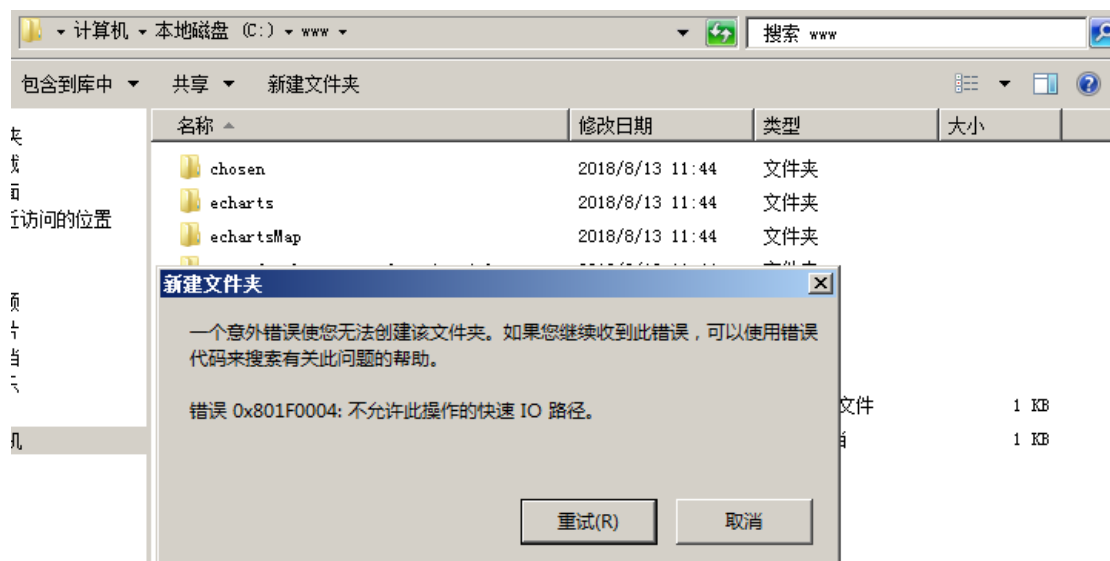 计算机 本地磁盘 (C:) www
搜索 www
包含到库中 共享 新建文件夹
名称 修改日期 类型 大小
chosen 2018/8/13 11:44 文件夹
echarts 2018/8/13 11:44 文件夹
近访问的位置
echartsMap 2018/8/13 11:44 文件夹
新建文件夹
一个意外错误使您无法创建该文件夹。如果您继续收到此错误,可以使用错误
代码来搜索有关此问题的帮助。
错误 0x801F0004: 不允许此操作的快速 IO 路径。
文件 1 KB
1 KB
重试(R) 取消